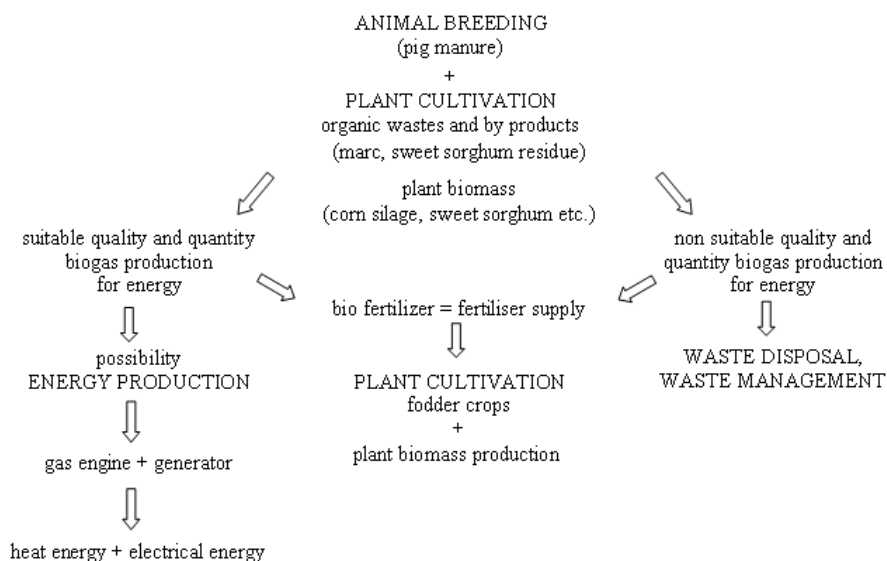 ANIMAL BREEDING
(pig manure)
+
PLANT CULTIVATION
organic wastes and by products
(marc, sweet sorghum residue)
plant biomass
(corn silage, sweet sorghum etc.)
suitable quality and quantity
biogas production
for energy
non suitable quality and
quantity biogas production
for energy
bio fertilizer = fertiliser supply
possibility
ENERGY PRODUCTION
PLANT CULTIVATION
fodder crops
+
plant biomass production
WASTE DISPOSAL,
WASTE MANAGEMENT
gas engine + generator
heat energy + electrical energy